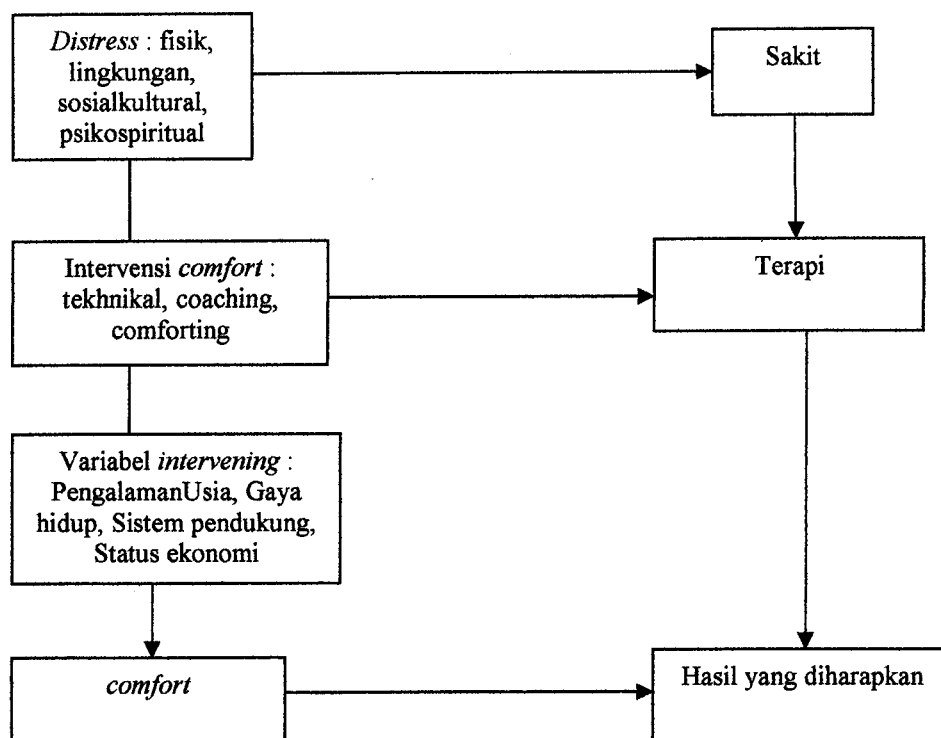 Distress : fisik,
lingkungan,
sosialkultural,
psikospiritual
Sakit
Intervensi comfort :
tekhnikal, coaching,
comforting
Terapi
Variabel intervening :
PengalamanUsia, Gaya
hidup, Sistem pendukung,
Status ekonomi
comfort
Hasil yang diharapkan